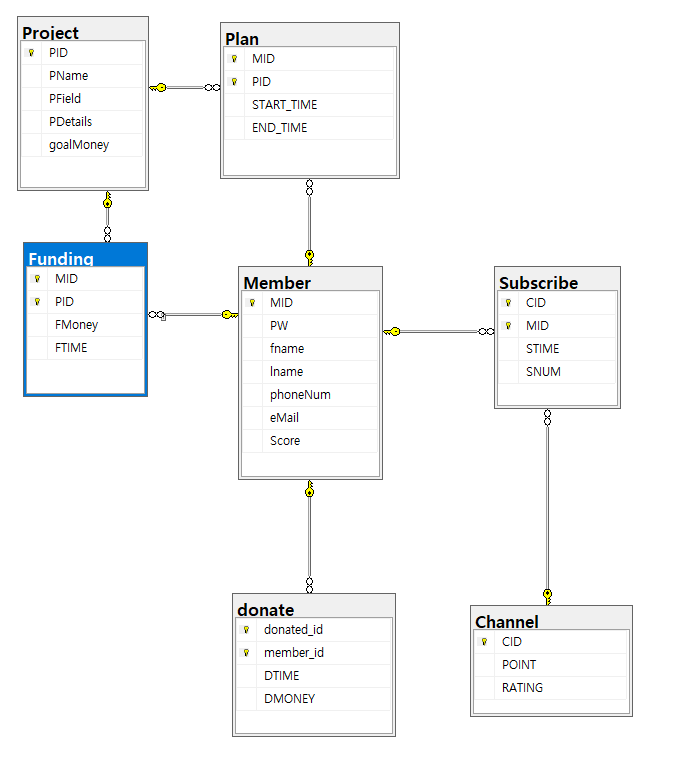 Project
PID
PName
PField
PDetails
goalMoney
Plan
MID
PID
START_TIME
END_TIME
Funding
MID
PID
FMoney
FTIME
Member
MID
PW
fname
lname
phoneNum
eMail
Score
Subscribe
CID
MID
STIME
SNUM
donate
donated_id
member_id
DTIME
DMONEY
Channel
CID
POINT
RATING